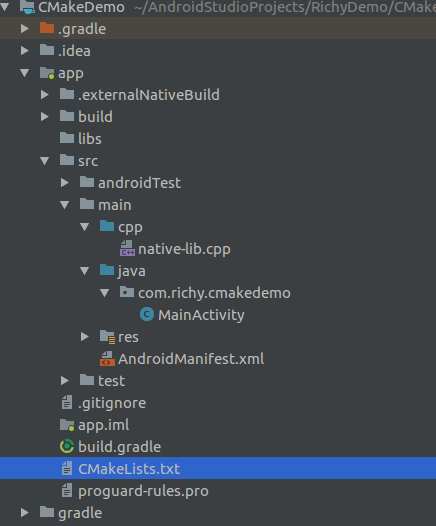 CMakeDemo ~/AndroidStudioProjects/RichyDemo/CMake
.gradle
.idea
app
.externalNativeBuild
build
libs
src
androidTest
main
cpp
native-lib.cpp
java
com.richy.cmakedemo
MainActivity
res
AndroidManifest.xml
test
.gitignore
app.iml
build.gradle
CMakeLists.txt
proguard-rules.pro
gradle